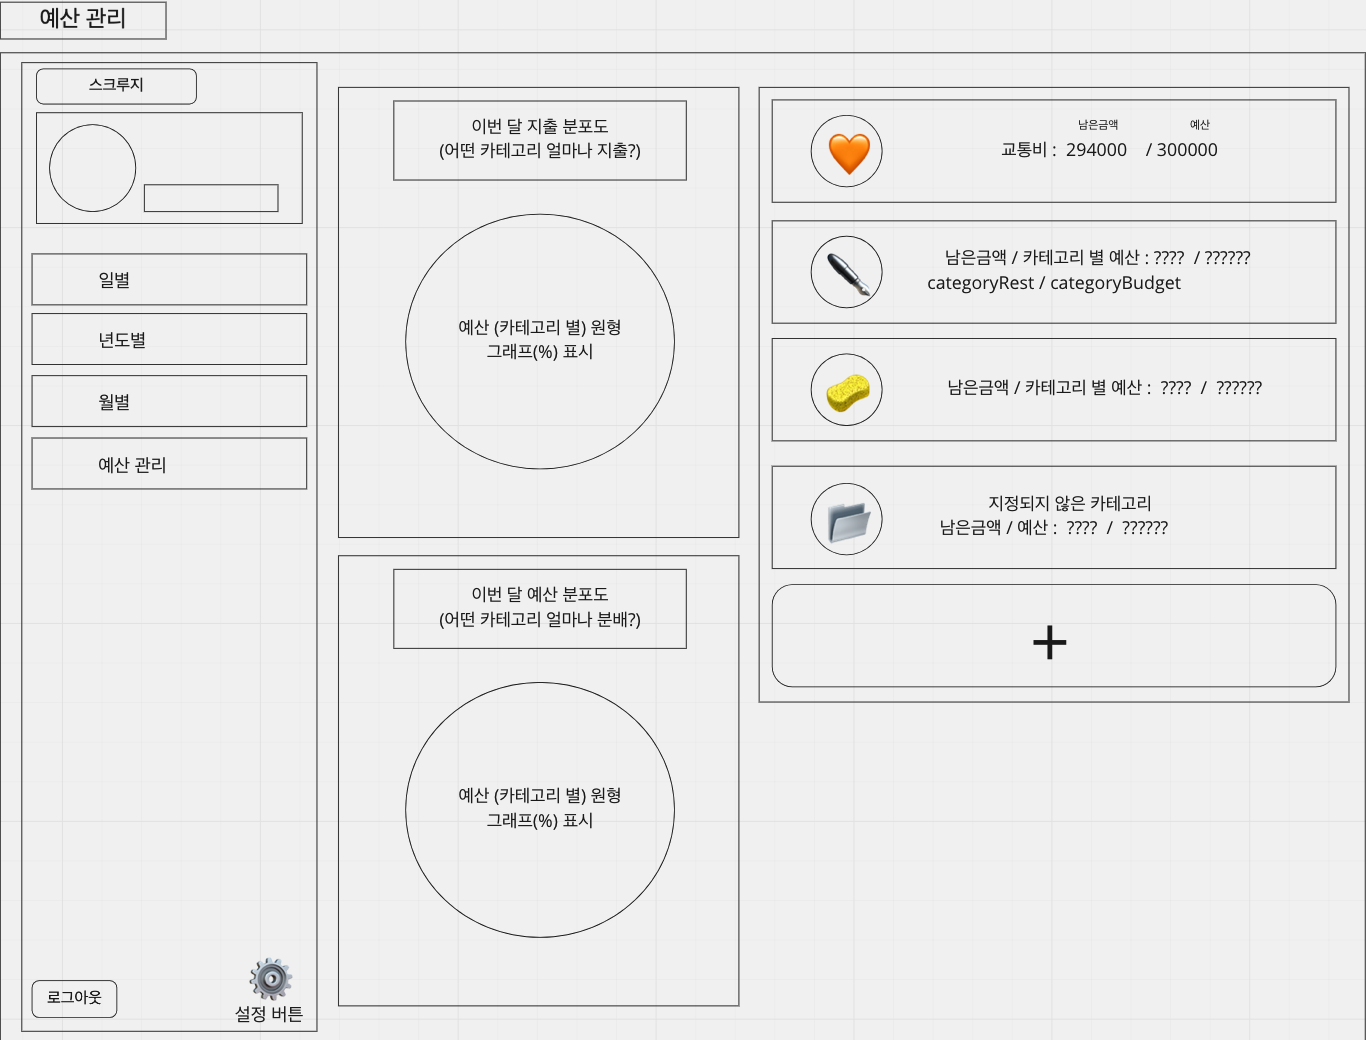 예산 관리
스크루지
일별
년도별
월별
예산 관리
로그아웃
설정 버튼
이번 달 지출 분포도
(어떤 카테고리 얼마나 지출?)
예산 (카테고리 별) 원형
그래프(%) 표시
이번 달 예산 분포도
(어떤 카테고리 얼마나 분배?)
예산 (카테고리 별) 원형
그래프(%) 표시
남은금액 예산
교통비 : 294000 / 300000
남은금액 / 카테고리 별 예산 : ???? / ??????
categoryRest / categoryBudget
남은금액 / 카테고리 별 예산 : ???? / ??????
지정되지 않은 카테고리
남은금액 / 예산 : ???? / ??????
+